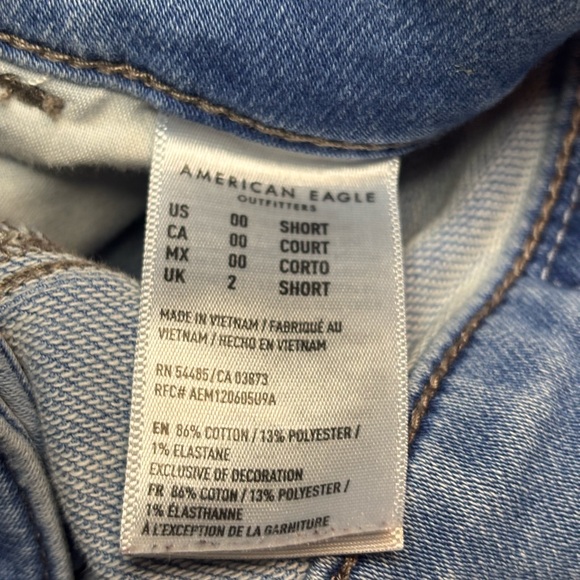 AMERICAN EAGLE
OUTFITTERS
US 00 SHORT
CA 00 COURT
MX 00 CORTO
UK 2 SHORT
MADE IN VIETNAM / FABRIQUÉ AU
VIETNAM / HECHO EN VIETNAM
RN 54485/CA 03873
RFC# AEM120605U9A
EN 86% COTTON / 13% POLYESTER /
1% ELASTANE
EXCLUSIVE OF DECORATION
FR 86% COTON / 13% POLYESTER /
1% ÉLASTHANNE
À L'EXCEPTION DE LA GARNITURE